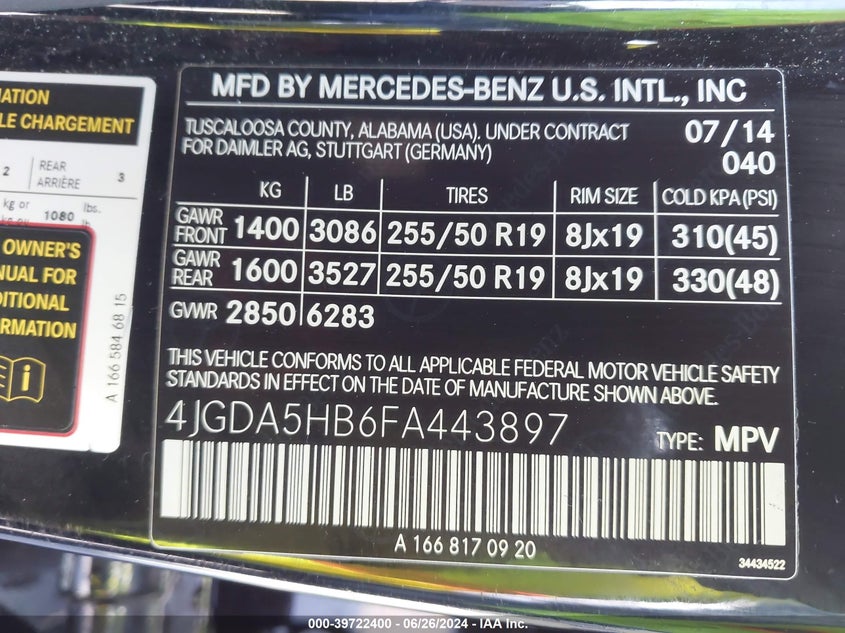 MATION
LE CHARGEMENT
2 REAR ARRIÈRE 3
kg or 1080 lbs.
OWNER'S
NUAL FOR
DITIONAL
FORMATION
A 166 584 68 15
MFD BY MERCEDES-BENZ U.S. INTL., INC
TUSCALOOSA COUNTY, ALABAMA (USA). UNDER CONTRACT 07/14
FOR DAIMLER AG, STUTTGART (GERMANY) 040
KG LB TIRES RIM SIZE COLD KPA (PSI)
GAWR FRONT 1400 3086 255/50 R19 8Jx19 310(45)
GAWR REAR 1600 3527 255/50 R19 8Jx19 330(48)
GVWR 2850 6283
THIS VEHICLE CONFORMS TO ALL APPLICABLE FEDERAL MOTOR VEHICLE SAFETY
STANDARDS IN EFFECT ON THE DATE OF MANUFACTURE SHOWN ABOVE.
4JGDA5HB6FA443897 TYPE: MPV
A 166 817 09 20
34434522
000-39722400 / 06/26/2024 - IAA Inc.